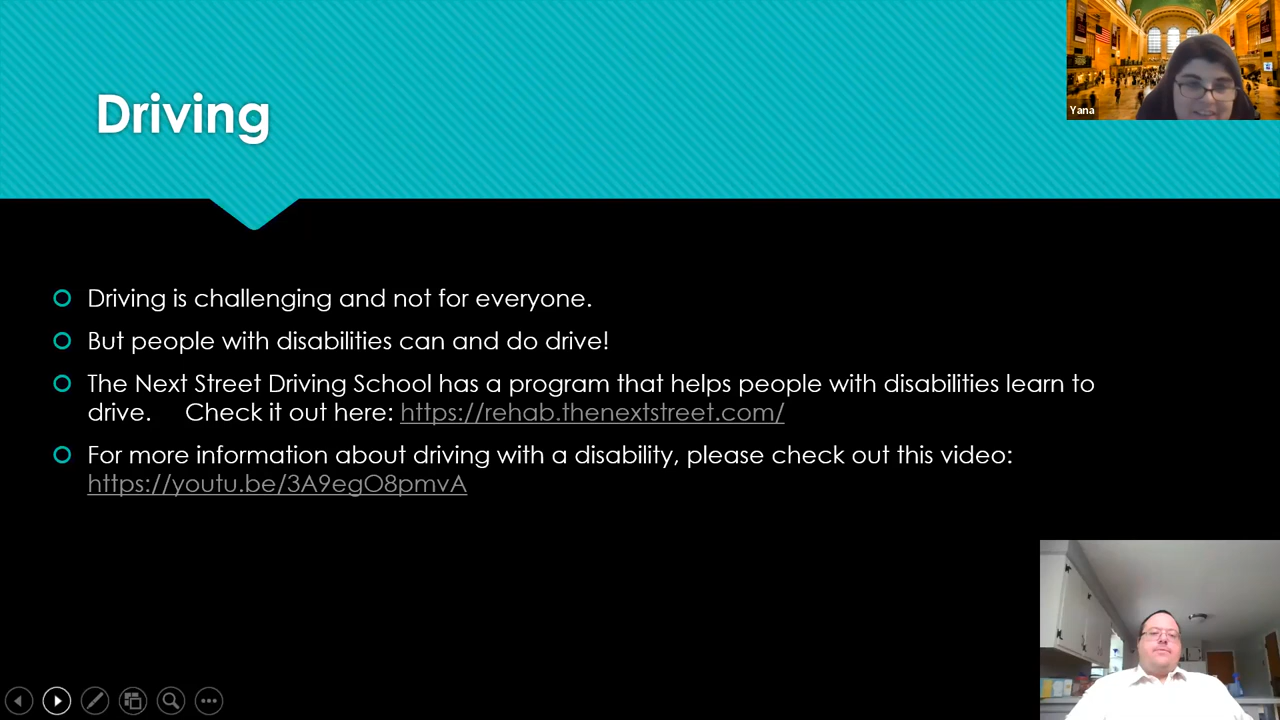 Driving
Yana
Driving is challenging and not for everyone.
But people with disabilities can and do drive!
The Next Street Driving School has a program that helps people with disabilities learn to
drive. Check it out here: https://rehab.thenextstreet.com/
For more information about driving with a disability, please check out this video:
https://youtu.be/3A9egO8pmvA